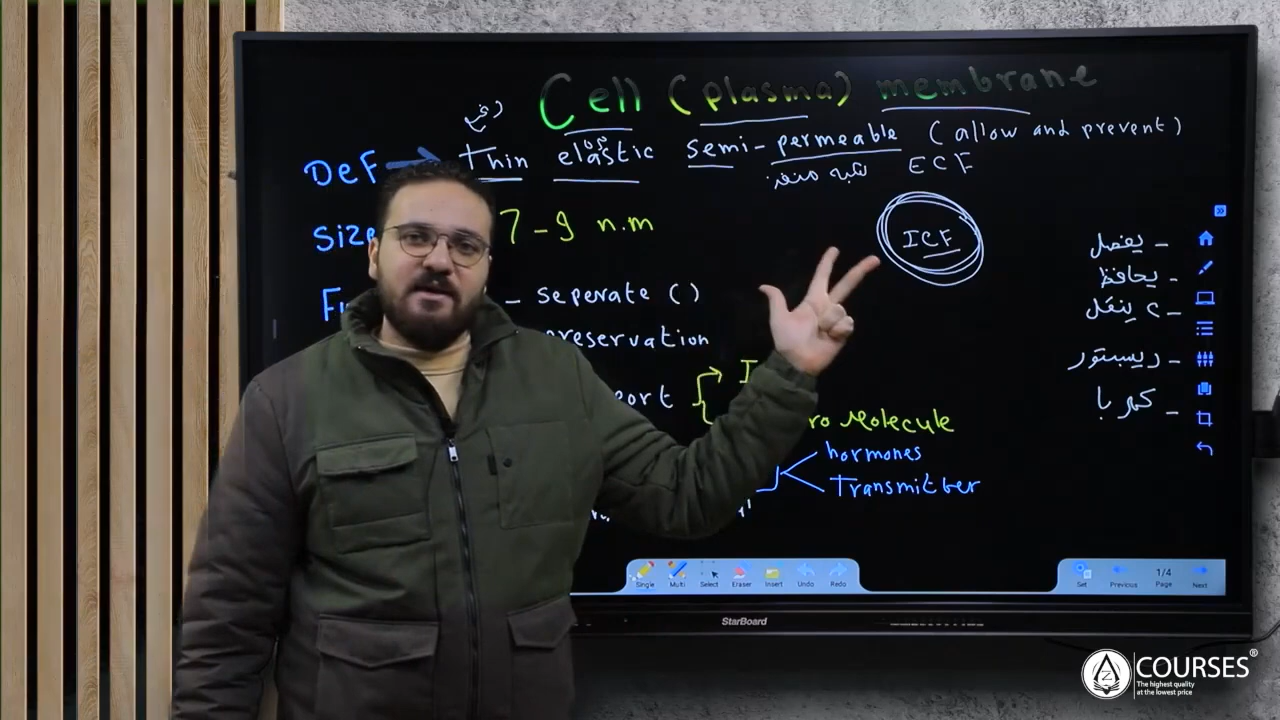 Cell (plasma) membrane
رفيع
DeF Thin elastic semi-permeable (allow and prevent)
مرن
شبه منفذ
ECF
Size 7-9 n.m
ICF
- يفصل
- يحافظ
- ينقل
- ريسبتور
- كهربا
- seperate ()
preservation
Molecule
hormones
Transmitter
Single Multi Select Eraser Insert Undo Redo
Set Previous 1/4 Page Next
StarBoard
COURSES®
The highest quality
at the lowest price